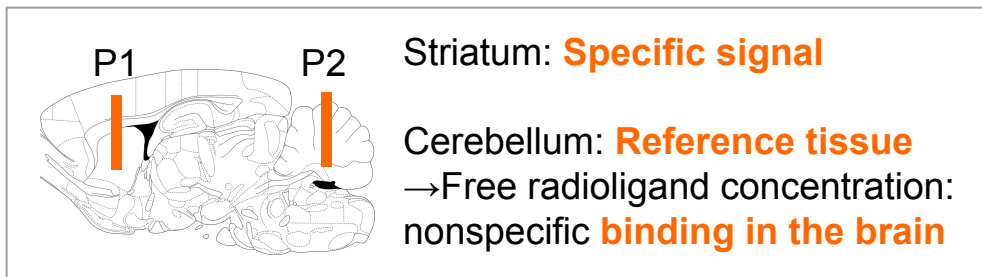 P1
P2
Striatum: Specific signal
Cerebellum: Reference tissue
→Free radioligand concentration:
nonspecific binding in the brain